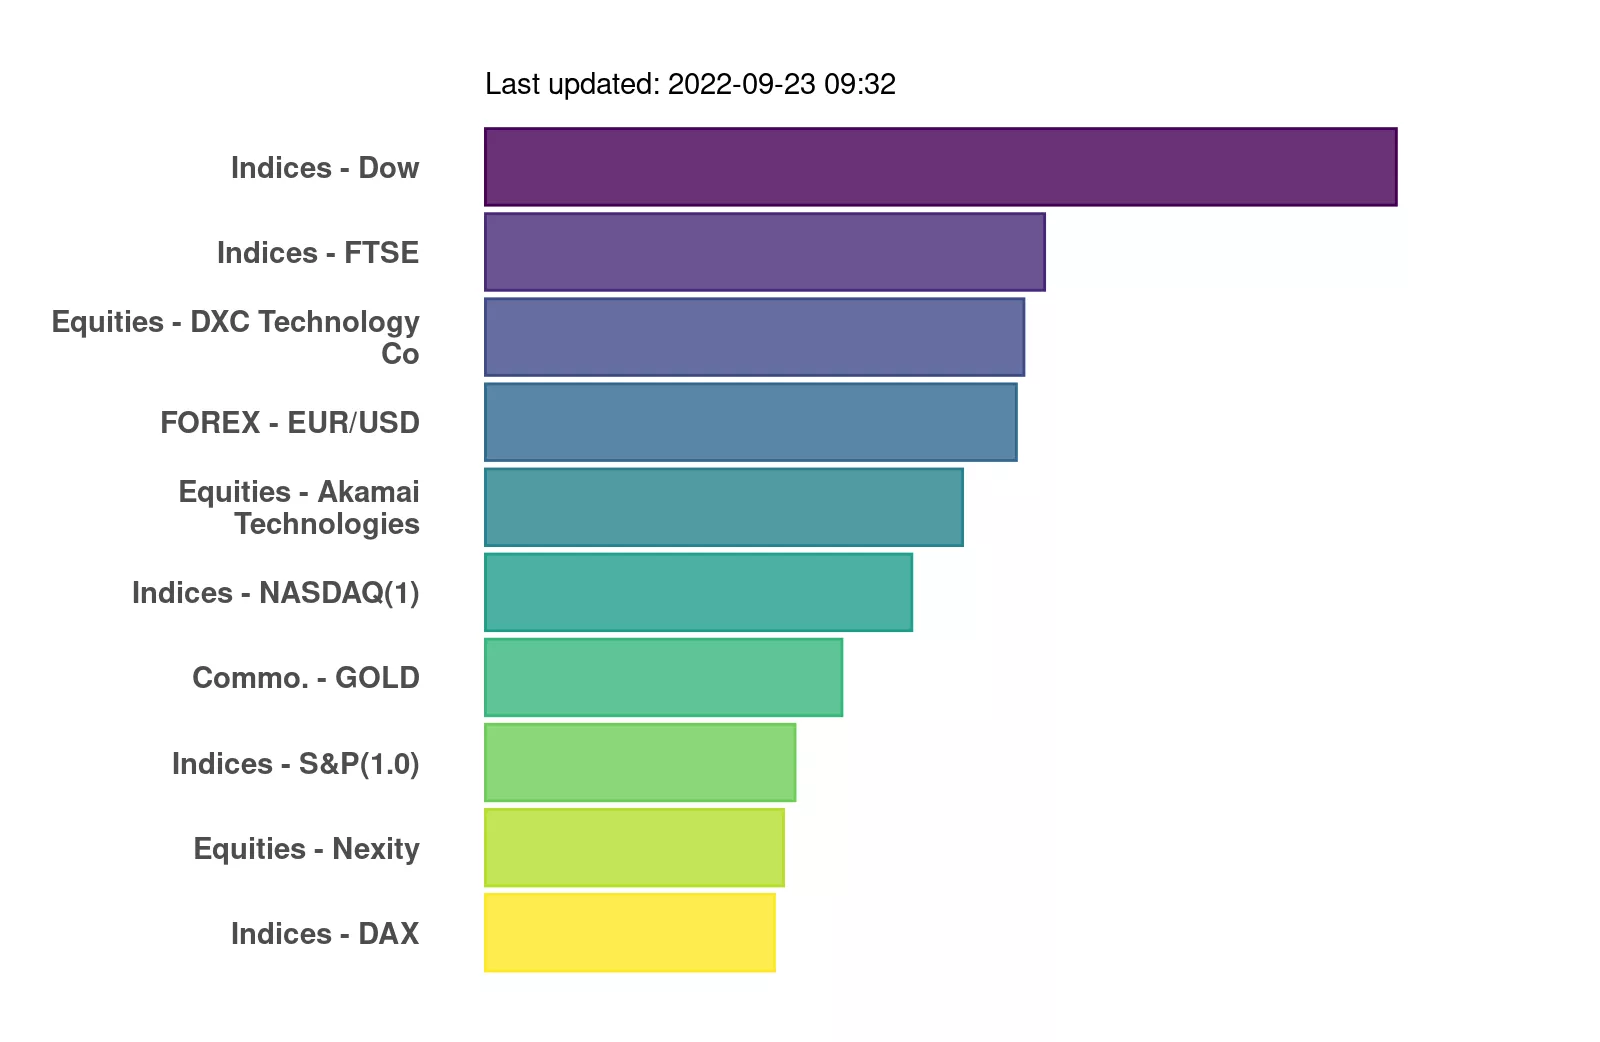 Last updated: 2022-09-23 09:32
Indices - Dow
Indices - FTSE
Equities - DXC Technology
Co
FOREX - EUR/USD
Equities - Akamai
Technologies
Indices - NASDAQ(1)
Commo. - GOLD
Indices - S&P(1.0)
Equities - Nexity
Indices - DAX